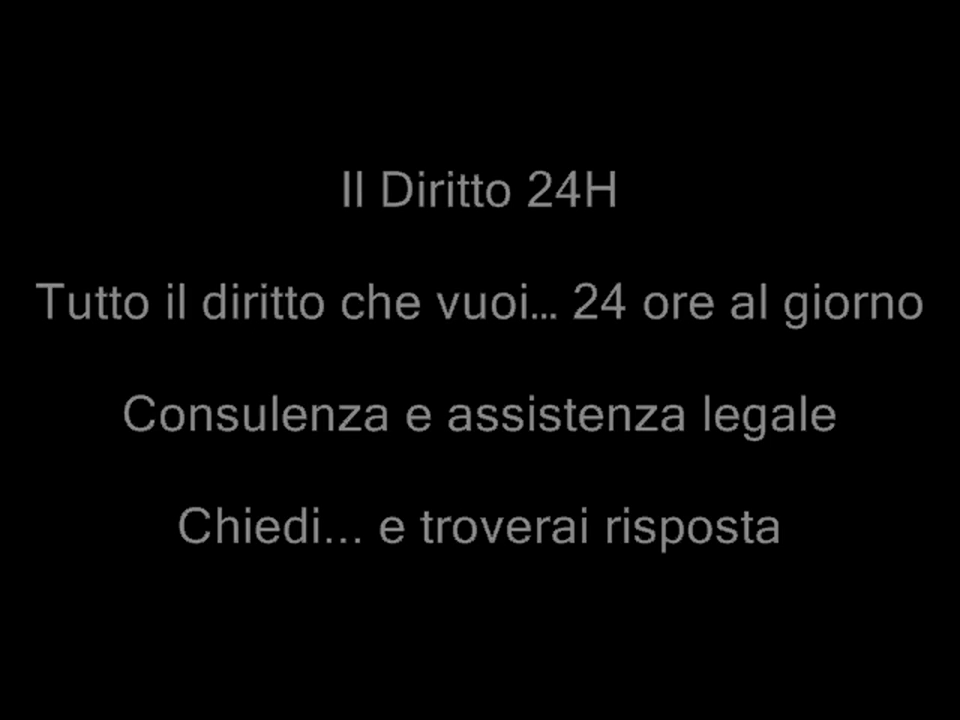 Il Diritto 24H
Tutto il diritto che vuoi… 24 ore al giorno
Consulenza e assistenza legale
Chiedi... e troverai risposta